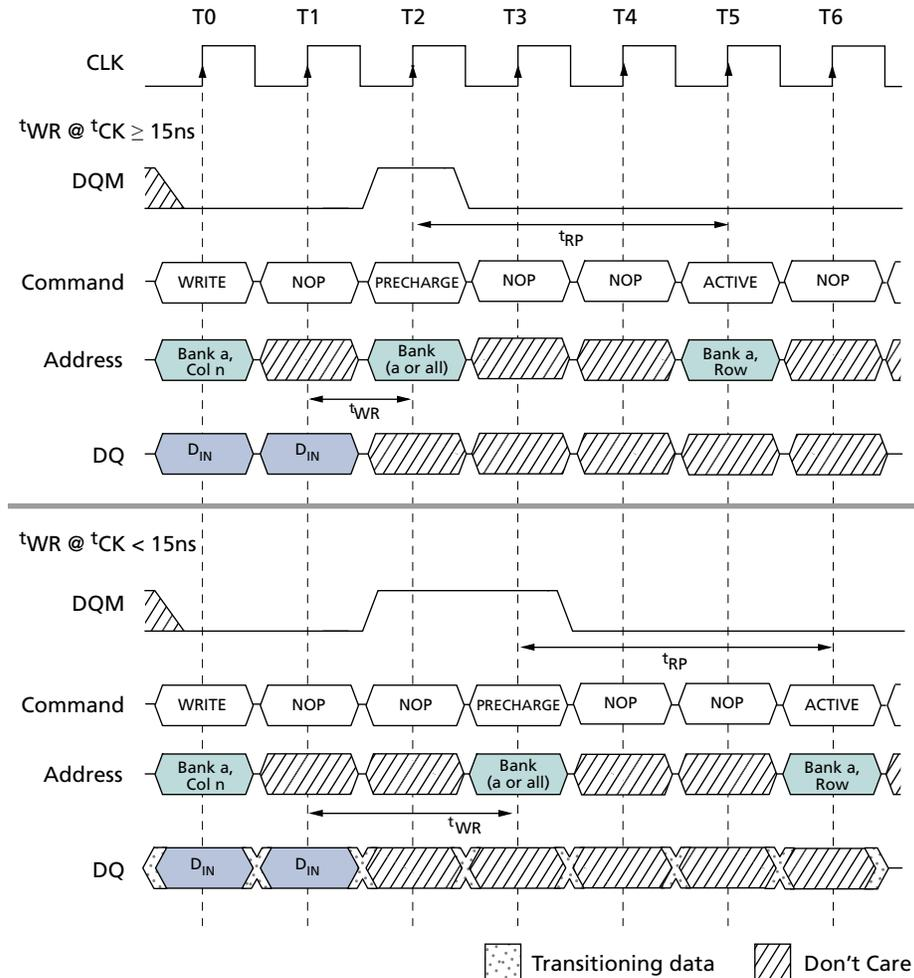 T0 T1 T2 T3 T4 T5 T6
CLK
tWR @ tCK ≥ 15ns
DQM
tRP
Command WRITE NOP PRECHARGE NOP NOP ACTIVE NOP
Address Bank a, Col n Bank (a or all) Bank a, Row
tWR
DQ DIN DIN
tWR @ tCK < 15ns
DQM
tRP
Command WRITE NOP NOP PRECHARGE NOP NOP ACTIVE
Address Bank a, Col n Bank (a or all) Bank a, Row
tWR
DQ DIN DIN
Transitioning data Don't Care